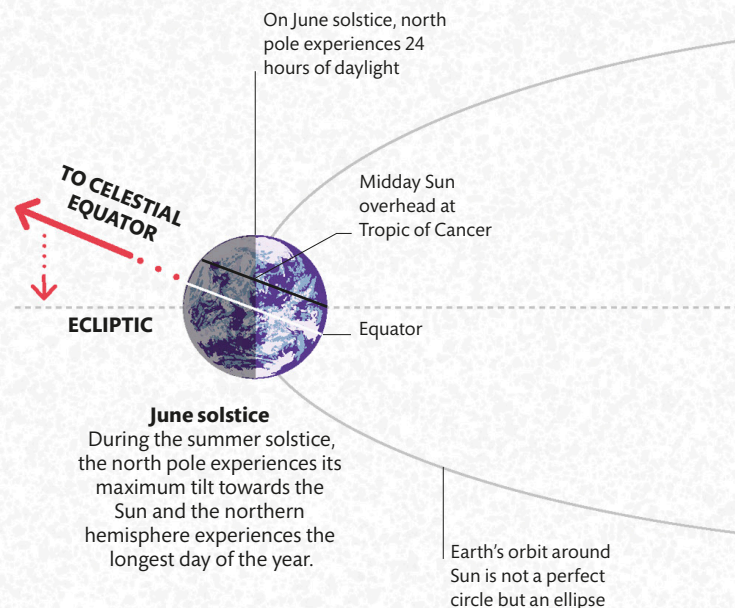 On June solstice, north
pole experiences 24
hours of daylight
TO CELESTIAL
EQUATOR
Midday Sun
overhead at
Tropic of Cancer
ECLIPTIC
Equator
June solstice
During the summer solstice,
the north pole experiences its
maximum tilt towards the
Sun and the northern
hemisphere experiences the
longest day of the year.
Earth’s orbit around
Sun is not a perfect
circle but an ellipse